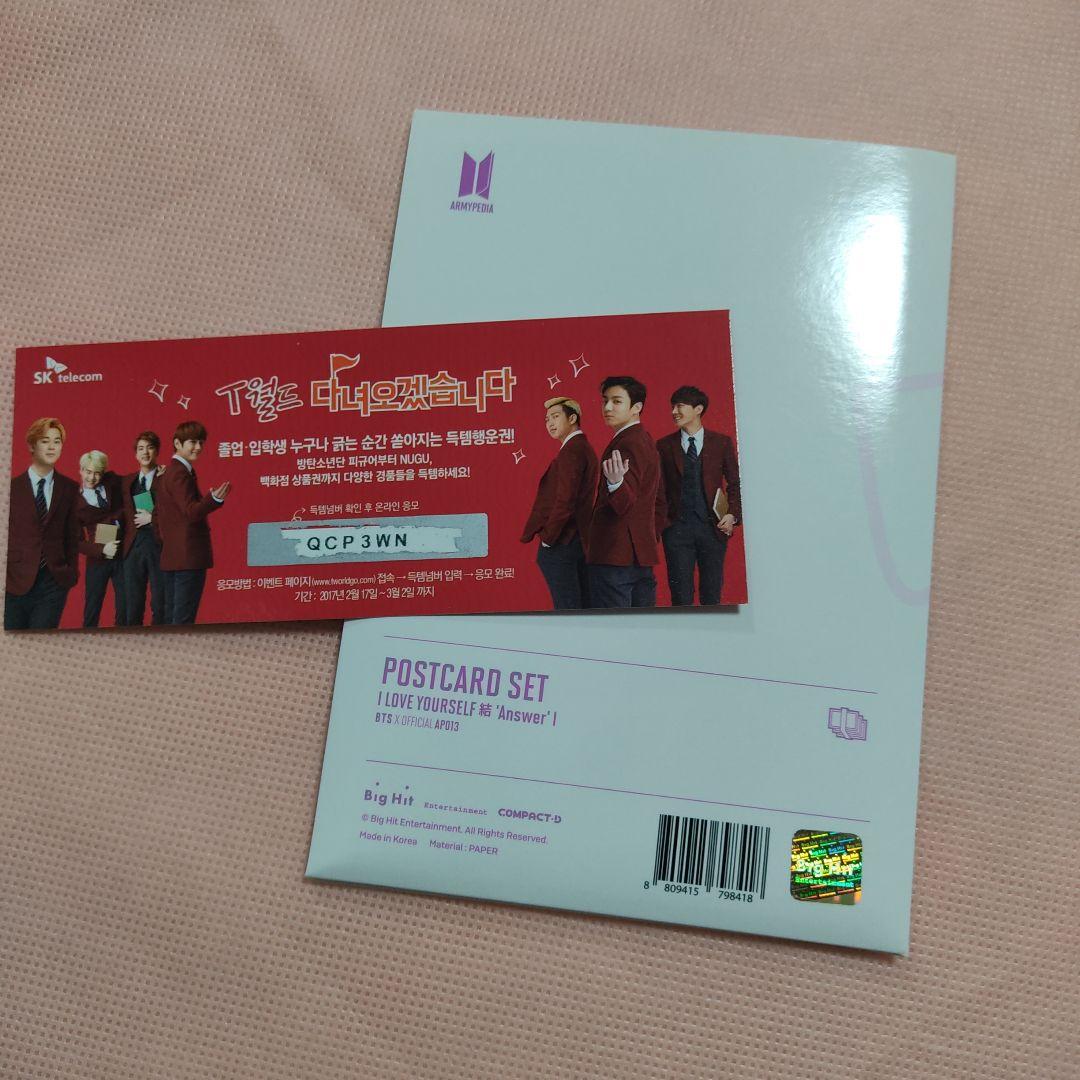 ARMYPEDIA
SK telecom
T월드 다녀오겠습니다
졸업·입학생 누구나 긁는 순간 쏟아지는 득템행운권!
방탄소년단 피규어부터 NUGU,
백화점 상품권까지 다양한 경품들을 득템하세요!
득템넘버 확인 후 온라인 응모
QCP3WN
응모방법 : 이벤트 페이지(www.tworldgo.com) 접속 → 득템넘버 입력 → 응모 완료!
기간 : 2017년 2월 17일 ~ 3월 2일 까지
POSTCARD SET
I LOVE YOURSELF 結 'Answer' I
BTS X OFFICIAL AP013
Big Hit Entertainment COMPACT·D
© Big Hit Entertainment. All Rights Reserved.
Made in Korea Material : PAPER
8 809415 798418
Big Hit
Entertainment